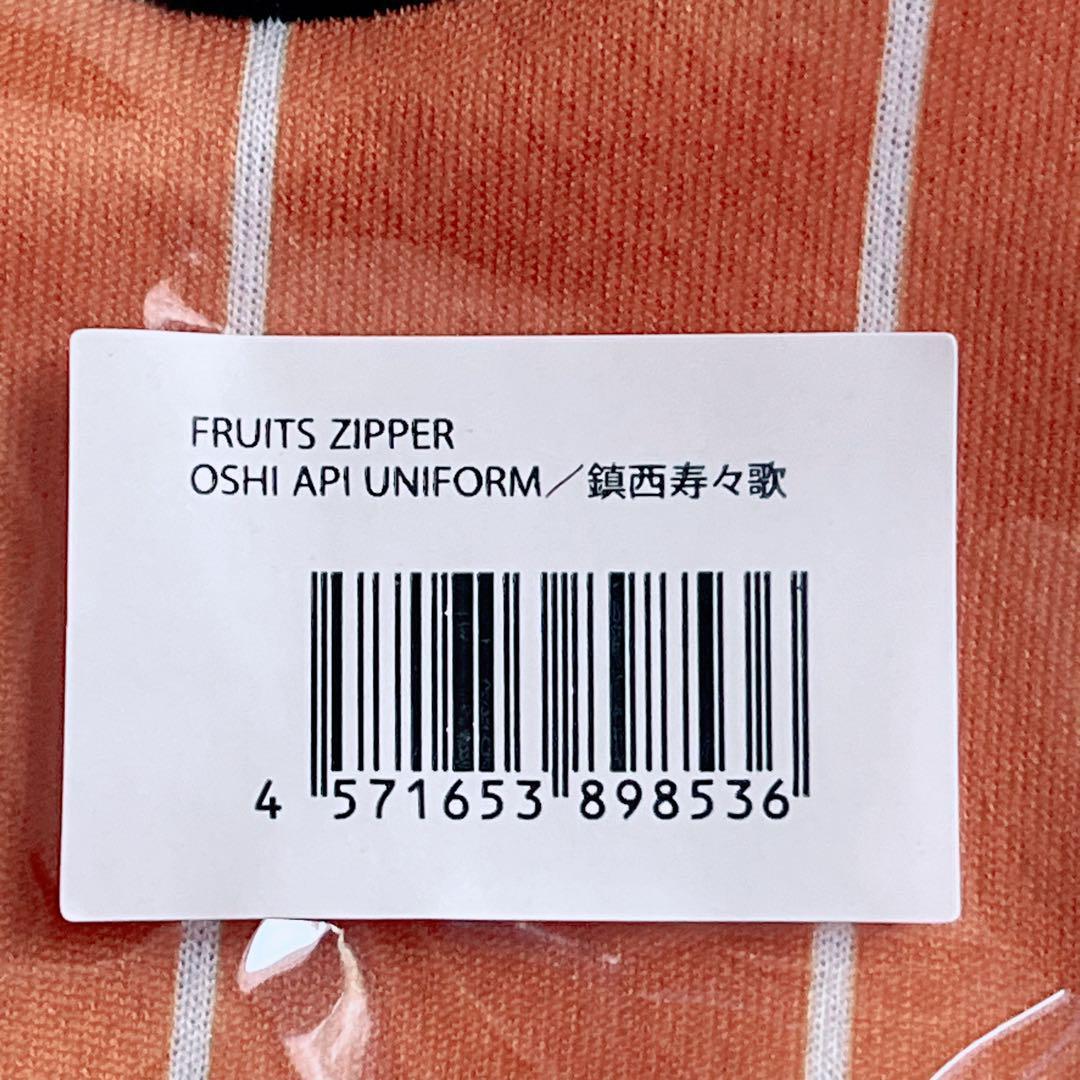 FRUITS ZIPPER
OSHI API UNIFORM／鎮西寿々歌
4 571653 898536